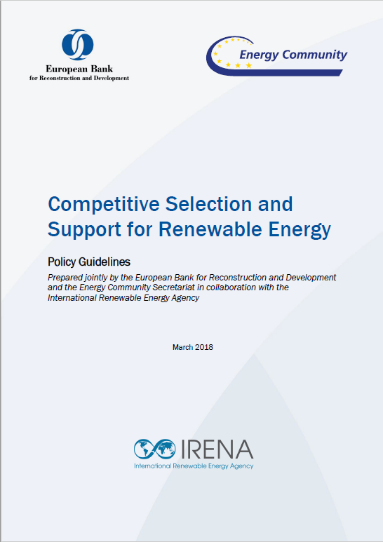 European Bank
for Reconstruction and Development
Energy Community
Competitive Selection and
Support for Renewable Energy
Policy Guidelines
Prepared jointly by the European Bank for Reconstruction and Development
and the Energy Community Secretariat in collaboration with the
International Renewable Energy Agency
March 2018
IRENA
International Renewable Energy Agency